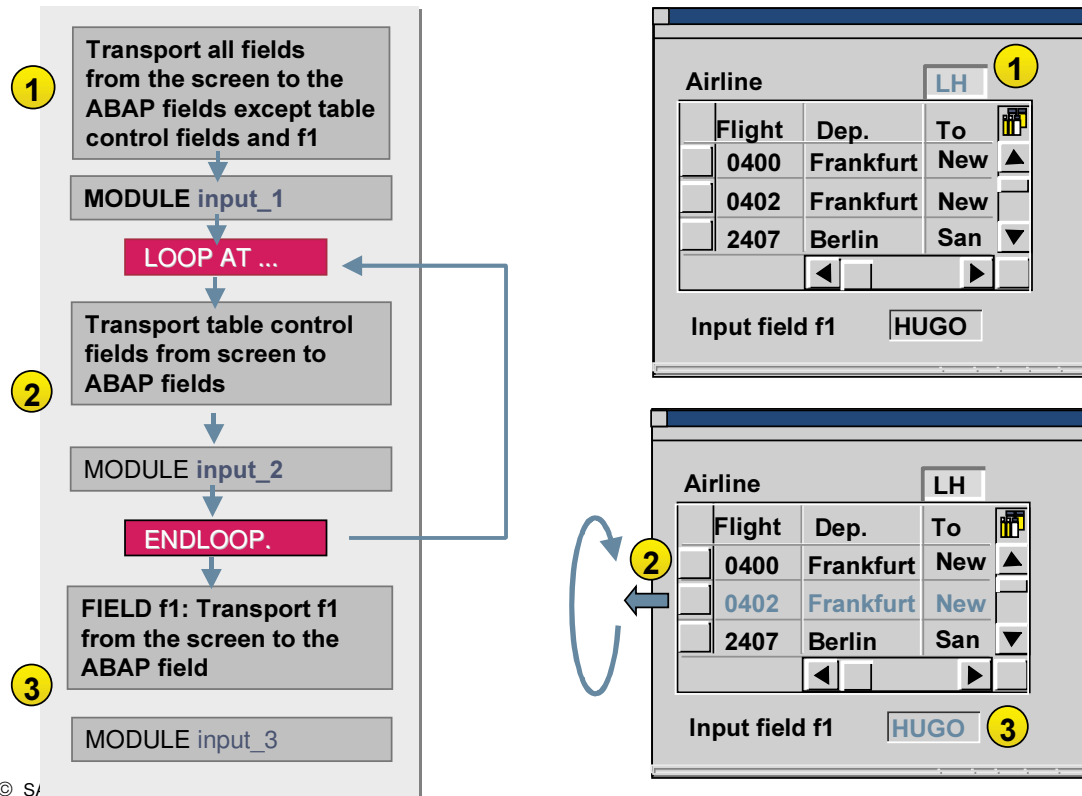 1
Transport all fields
from the screen to the
ABAP fields except table
control fields and f1
MODULE input_1
LOOP AT ...
2
Transport table control
fields from screen to
ABAP fields
MODULE input_2
ENDLOOP.
3
FIELD f1: Transport f1
from the screen to the
ABAP field
MODULE input_3
©
Airline LH 1
Flight Dep. To
0400 Frankfurt New
0402 Frankfurt New
2407 Berlin San
Input field f1 HUGO
Airline LH
Flight Dep. To
2
0400 Frankfurt New
0402 Frankfurt New
2407 Berlin San
Input field f1 HUGO 3